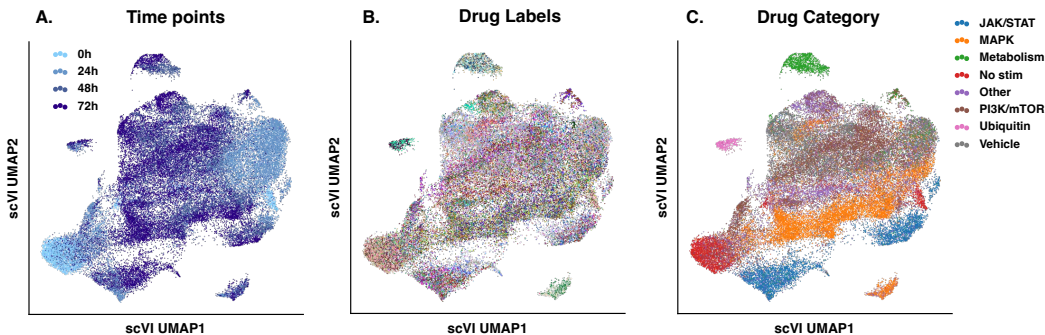 A. Time points
0h
24h
48h
72h
scVI UMAP2
scVI UMAP1
B. Drug Labels
scVI UMAP2
scVI UMAP1
C. Drug Category
scVI UMAP2
scVI UMAP1
JAK/STAT
MAPK
Metabolism
No stim
Other
PI3K/mTOR
Ubiquitin
Vehicle